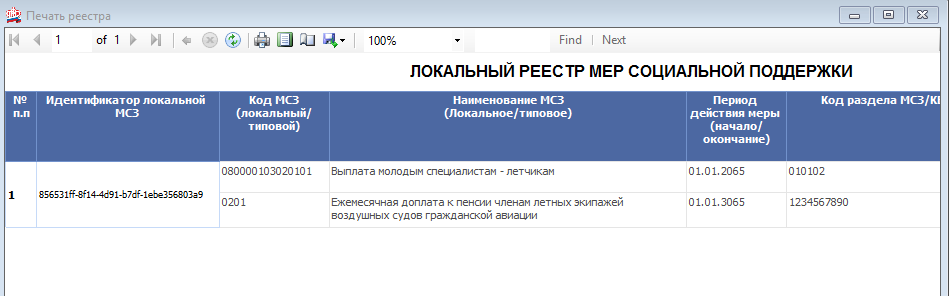 Печать реестра
1 of 1 100% Find Next
ЛОКАЛЬНЫЙ РЕЕСТР МЕР СОЦИАЛЬНОЙ ПОДДЕРЖКИ
№
п.п
Идентификатор локальной
МСЗ
Код МСЗ
(локальный/
типовой)
Наименование МСЗ
(Локальное/типовое)
Период
действия меры
(начало/
окончание)
Код раздела МСЗ/К
1
856531ff-8f14-4d91-b7df-1ebe356803a9
080000103020101
Выплата молодым специалистам - летчикам
01.01.2065
010102
0201
Ежемесячная доплата к пенсии членам летных экипажей
воздушных судов гражданской авиации
01.01.3065
1234567890